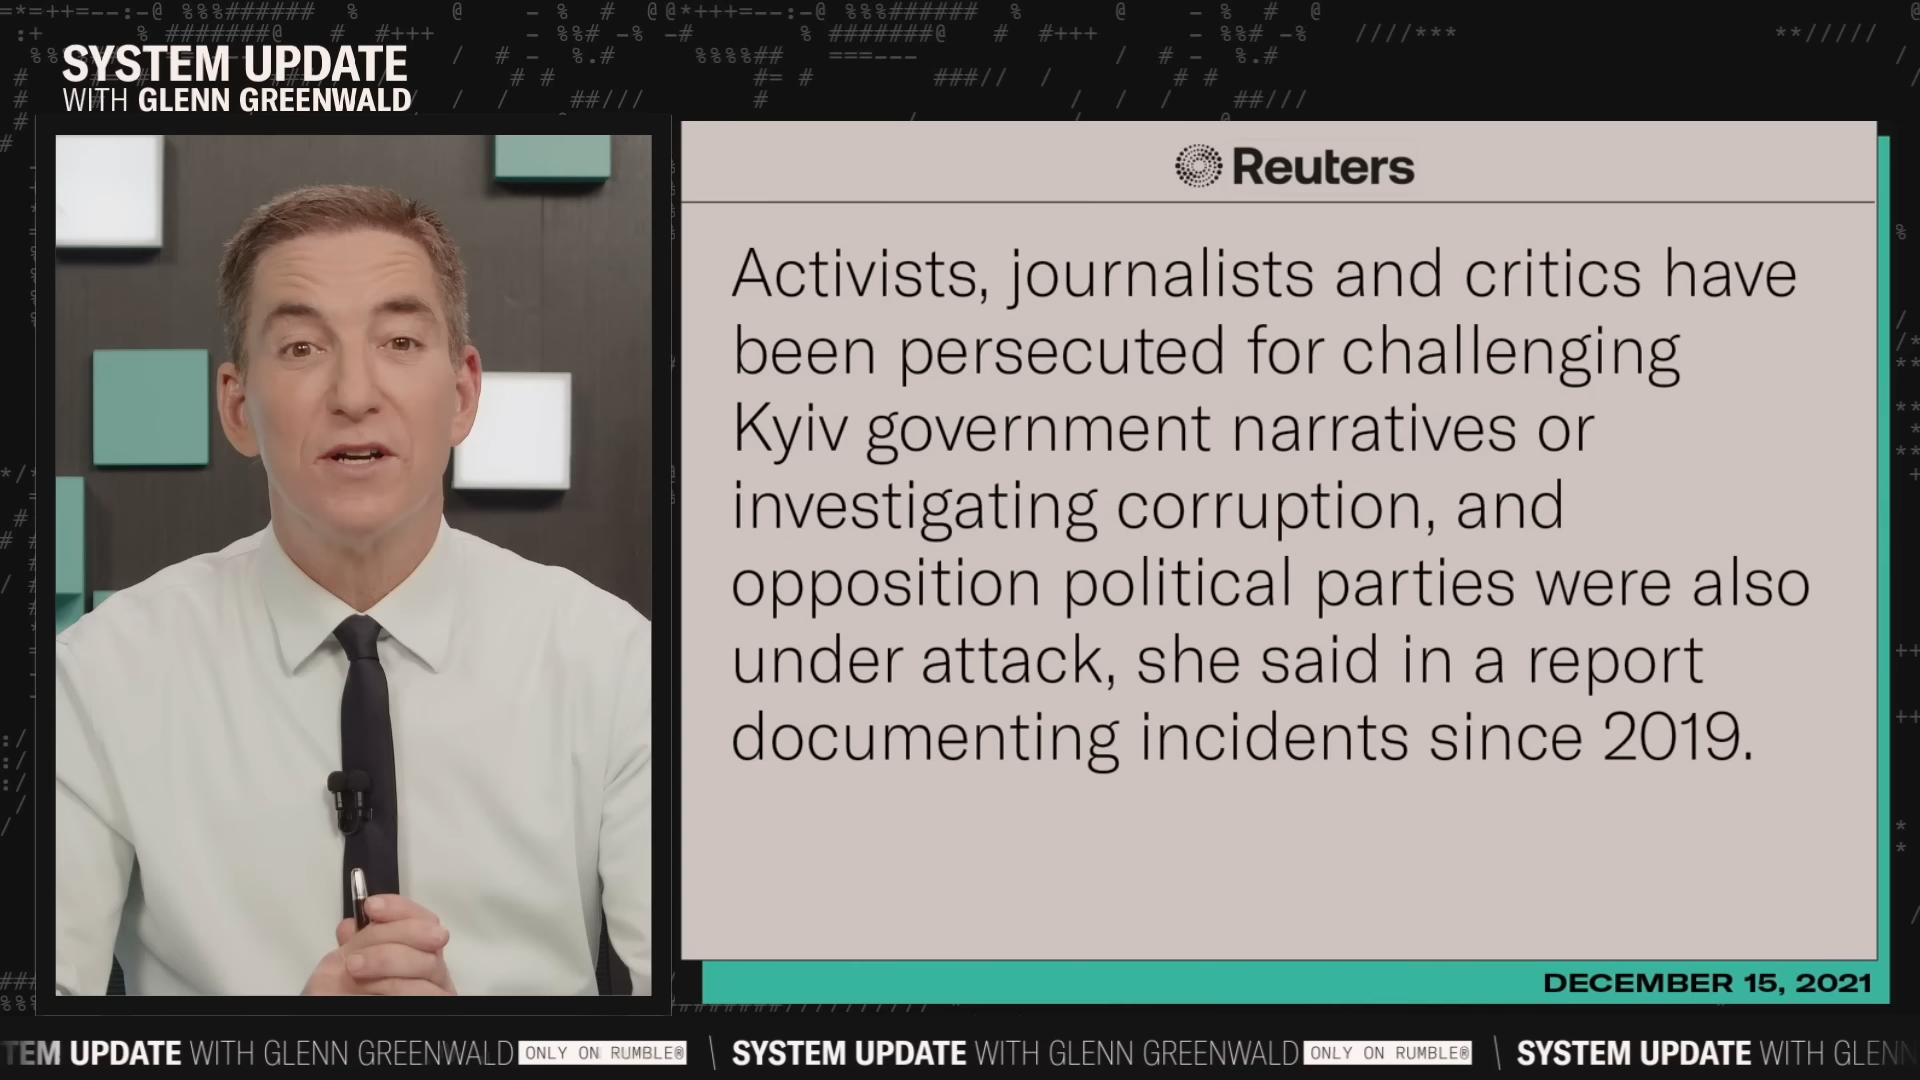 SYSTEM UPDATE
WITH GLENN GREENWALD
Reuters
Activists, journalists and critics have
been persecuted for challenging
Kyiv government narratives or
investigating corruption, and
opposition political parties were also
under attack, she said in a report
documenting incidents since 2019.
DECEMBER 15, 2021
TEM UPDATE WITH GLENN GREENWALD ONLY ON RUMBLE® \ SYSTEM UPDATE WITH GLENN GREENWALD ONLY ON RUMBLE® \ SYSTEM UPDATE WITH GLENN